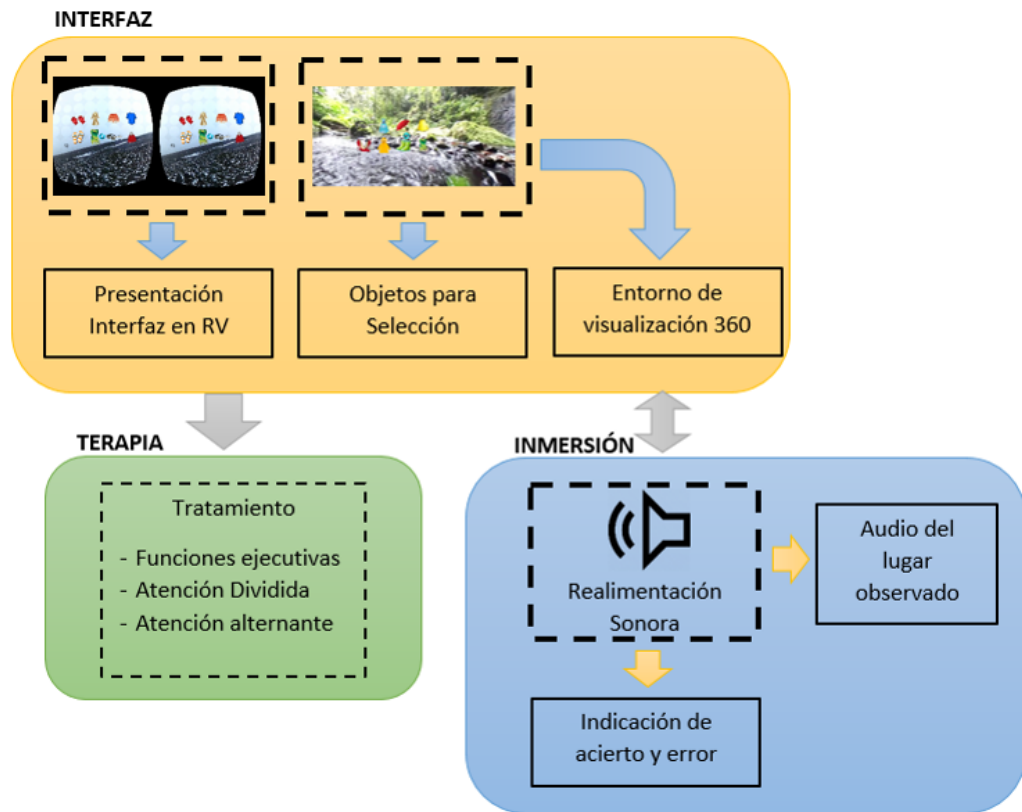 INTERFAZ
Presentación
Interfaz en RV
Objetos para
Selección
Entorno de
visualización 360
TERAPIA
Tratamiento
- Funciones ejecutivas
- Atención Dividida
- Atención alternante
INMERSIÓN
Realimentación
Sonora
Audio del
lugar
observado
Indicación de
acierto y error